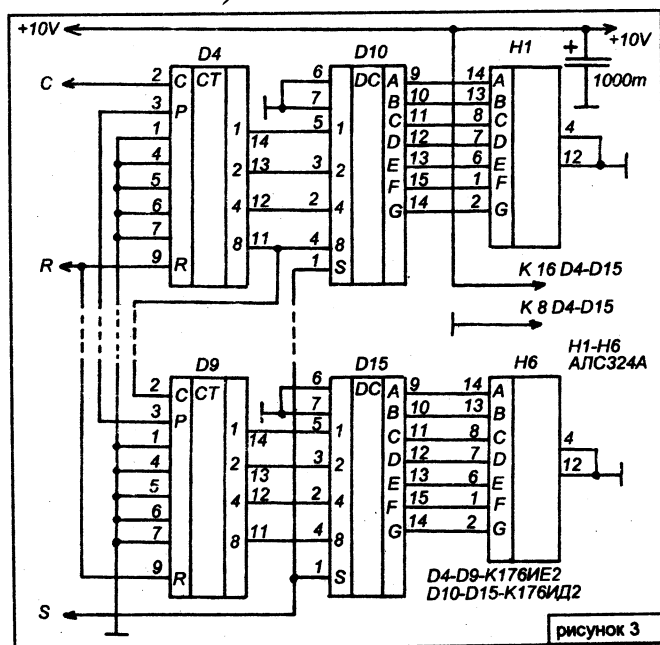 +10V +10V
D4 D10 H1
1000m
C 2 C CT 6 DC A 9 14 A
3 P 7 B 10 13 B
1 1 14 5 1 C 11 8 C 4
4 D 12 7 D
5 2 13 3 2 E 13 6 E 12
6 4 12 2 4 F 15 1 F
7 8 11 4 8 G 14 2 G
R 9 R 1 S
К 16 D4-D15
К 8 D4-D15
H1-H6
АЛС324А
D9 D15 H6
2 C CT 6 DC A 9 14 A
3 P 7 B 10 13 B
1 1 14 5 1 C 11 8 C 4
4 2 13 3 2 D 12 7 D 12
5 E 13 6 E
6 4 12 2 4 F 15 1 F
7 8 11 4 8 G 14 2 G
9 R 1 S
D4-D9-К176ИЕ2
D10-D15-К176ИД2
S
рисунок 3